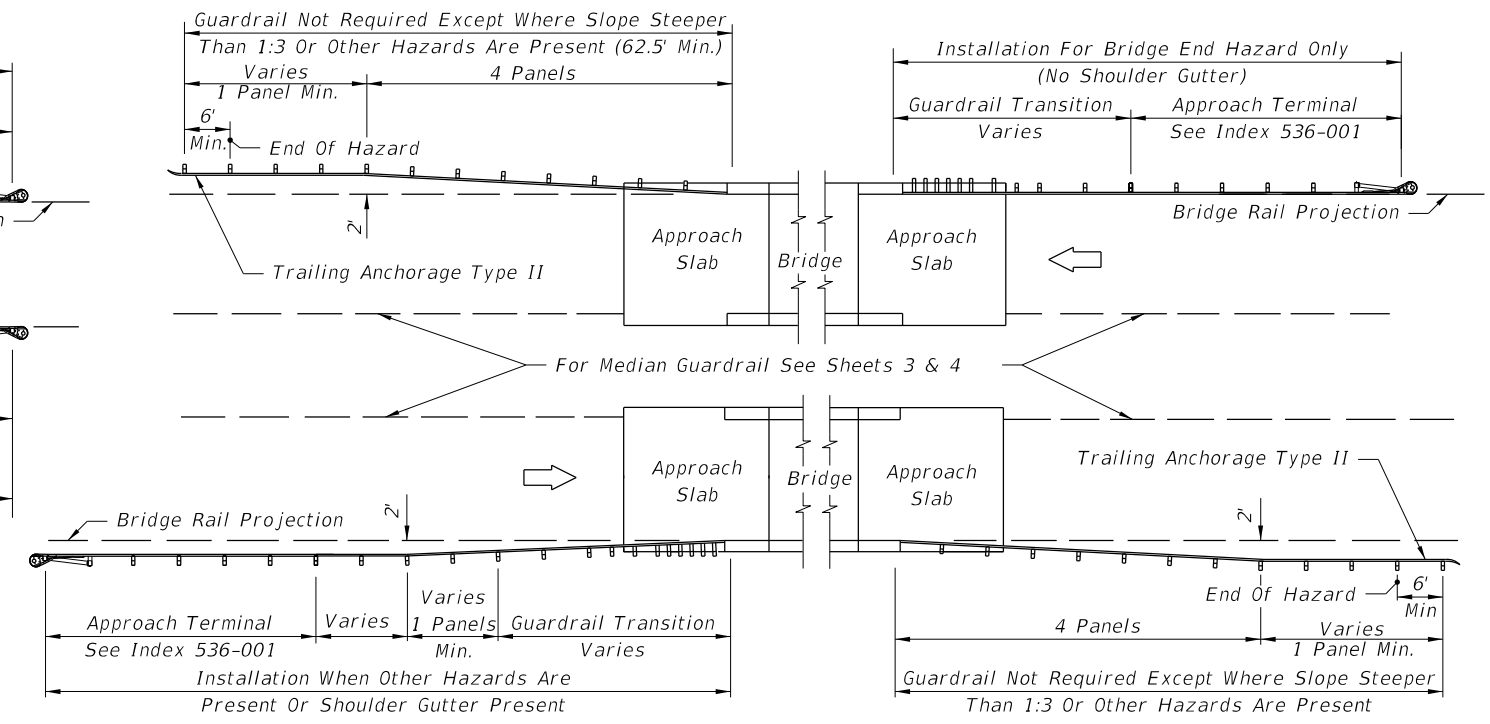 Guardrail Not Required Except Where Slope Steeper
Than 1:3 Or Other Hazards Are Present (62.5' Min.)
Varies
1 Panel Min.
4 Panels
6'
Min.
End Of Hazard
2'
Trailing Anchorage Type II
Installation For Bridge End Hazard Only
(No Shoulder Gutter)
Guardrail Transition
Varies
Approach Terminal
See Index 536-001
Bridge Rail Projection
Approach
Slab
Bridge
Approach
Slab
n
For Median Guardrail See Sheets 3 & 4
Approach
Slab
Bridge
Approach
Slab
Trailing Anchorage Type II
Bridge Rail Projection
2'
2'
End Of Hazard
6'
Min
Approach Terminal
See Index 536-001
Varies
Varies
1 Panels
Min.
Guardrail Transition
Varies
Installation When Other Hazards Are
Present Or Shoulder Gutter Present
4 Panels
Varies
1 Panel Min.
Guardrail Not Required Except Where Slope Steeper
Than 1:3 Or Other Hazards Are Present